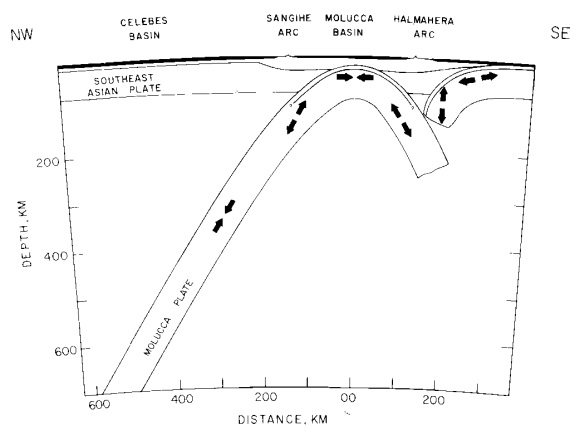 NW
CELEBES
BASIN
SANGIHE
ARC
MOLUCCA
BASIN
HALMAHERA
ARC
SE
SOUTHEAST
ASIAN PLATE
200
400
600
DEPTH, KM
MOLUCCA PLATE
600
400
200
00
200
DISTANCE, KM